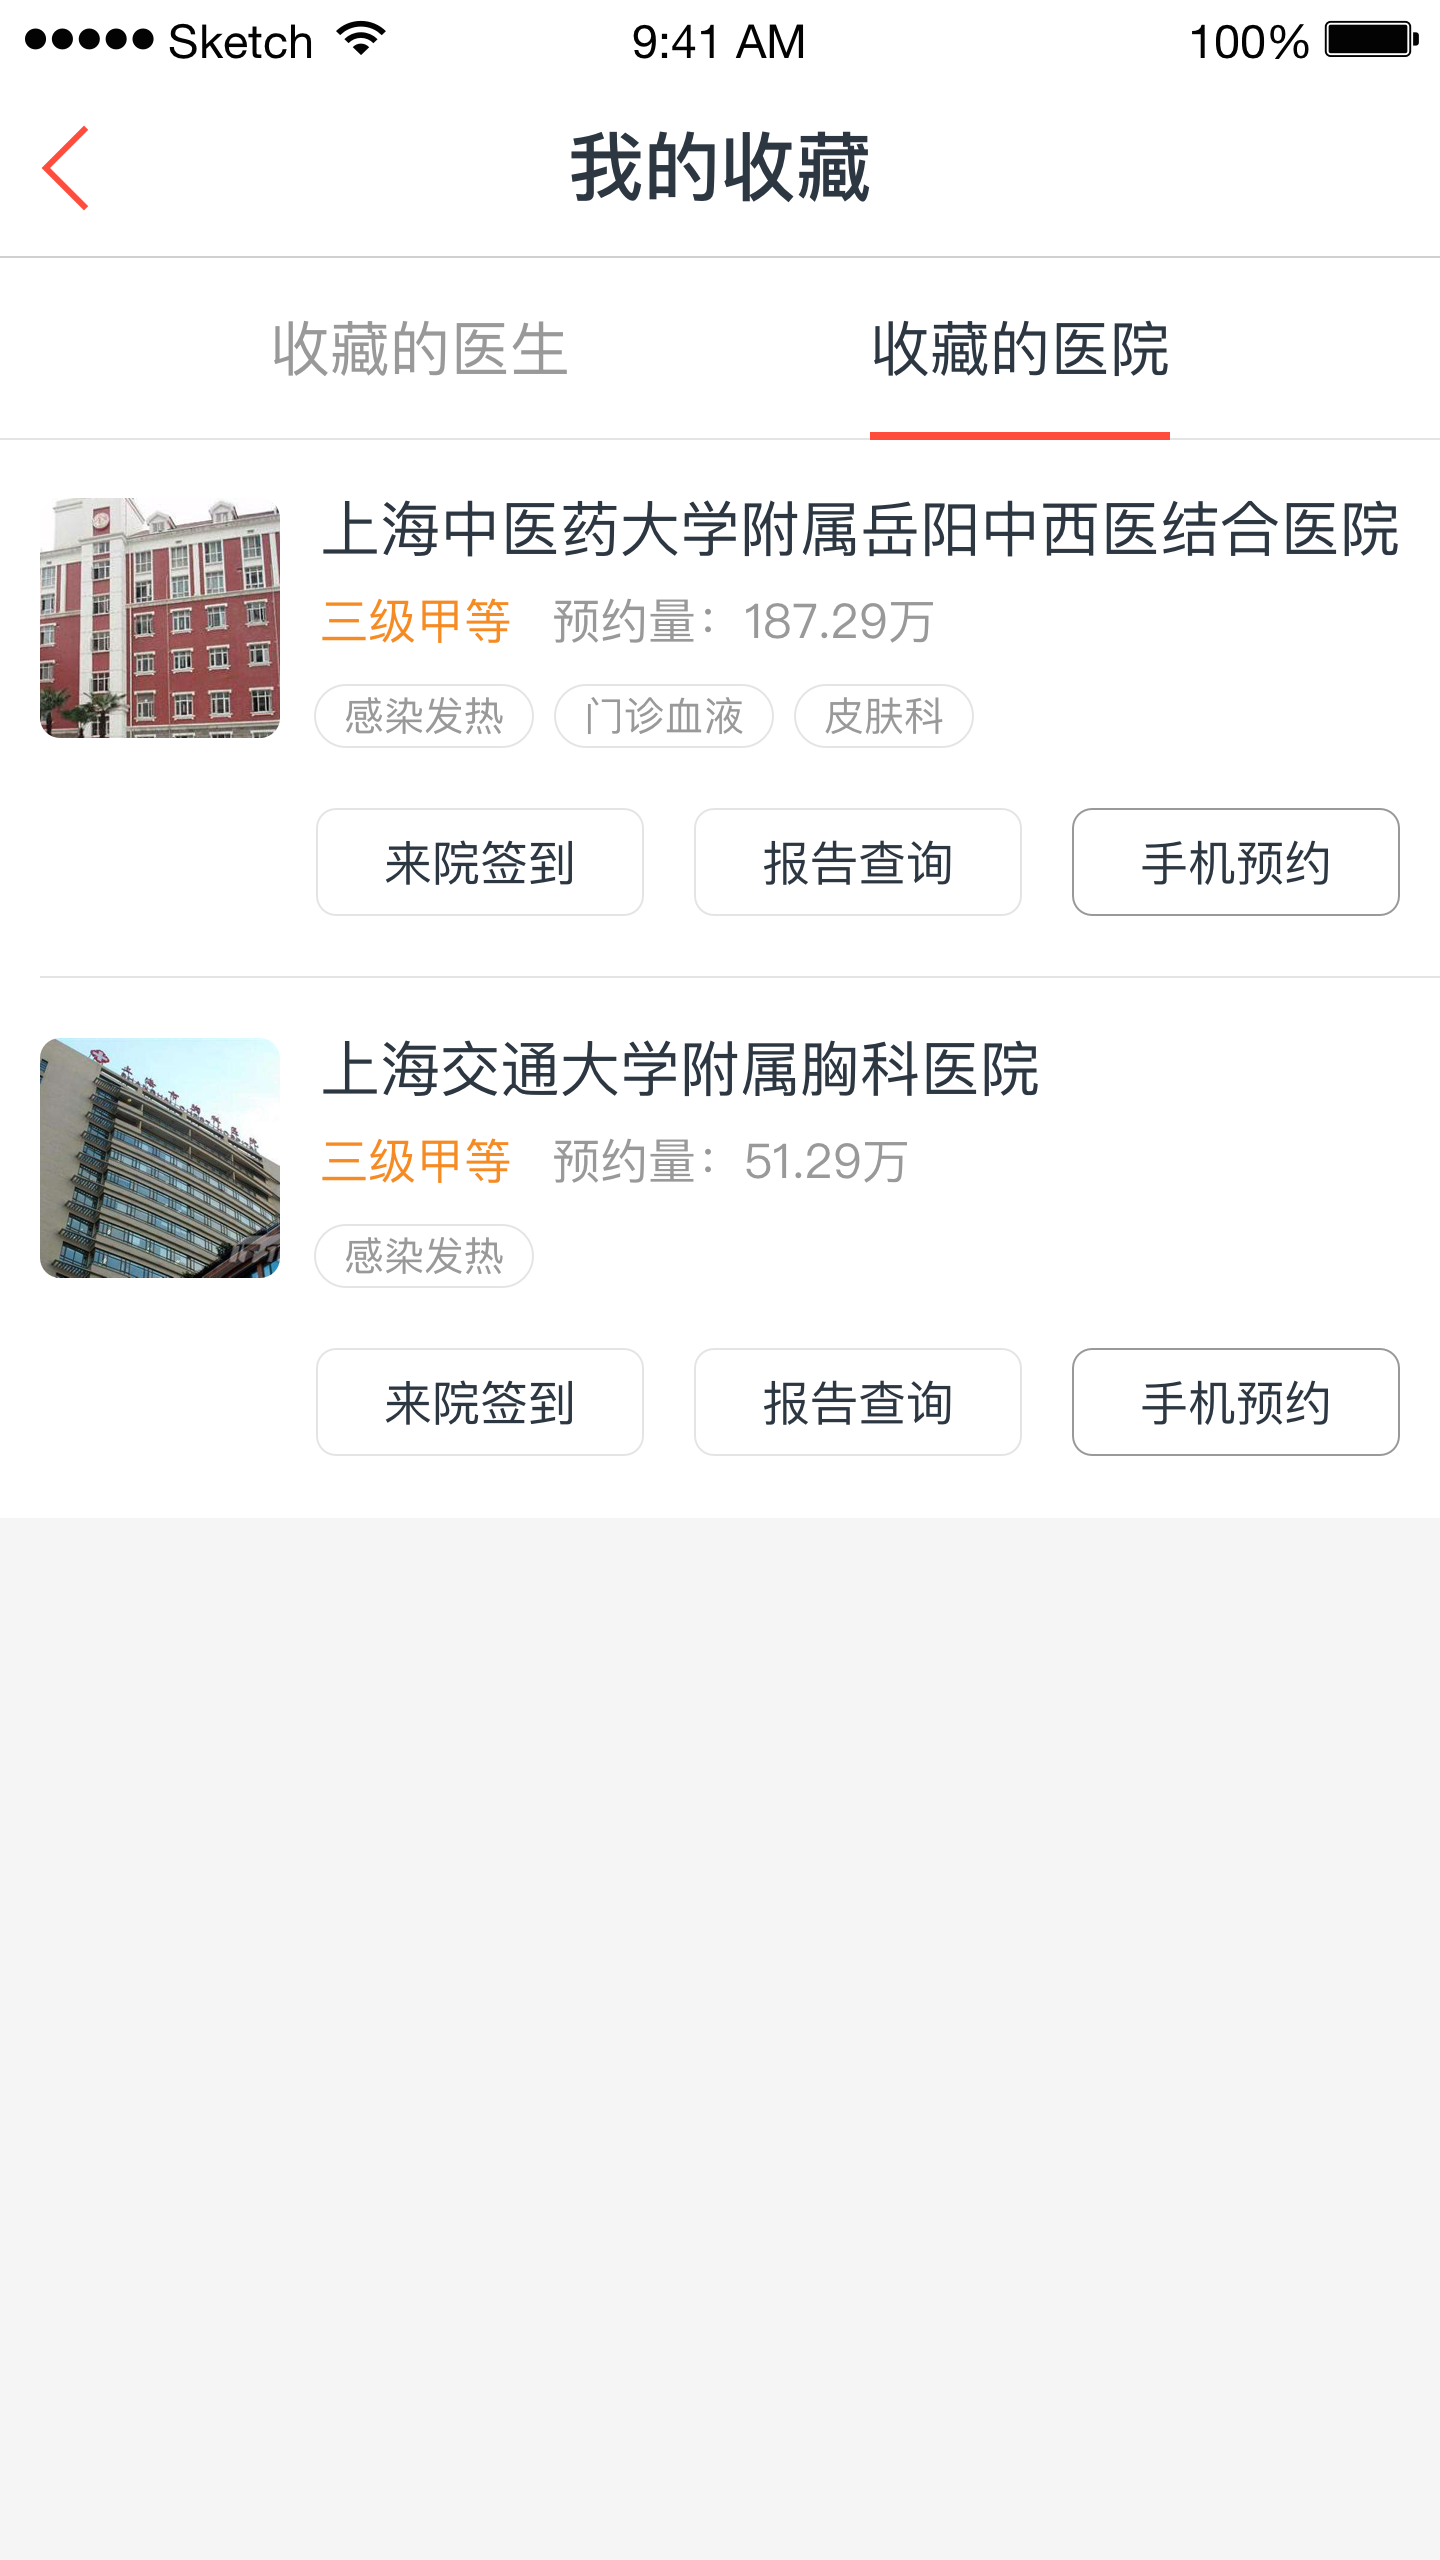 Sketch 9:41 AM 100%
我的收藏
收藏的医生 收藏的医院
上海中医药大学附属岳阳中西医结合医院
三级甲等 预约量：187.29万
感染发热 门诊血液 皮肤科
来院签到 报告查询 手机预约
上海交通大学附属胸科医院
三级甲等 预约量：51.29万
感染发热
来院签到 报告查询 手机预约